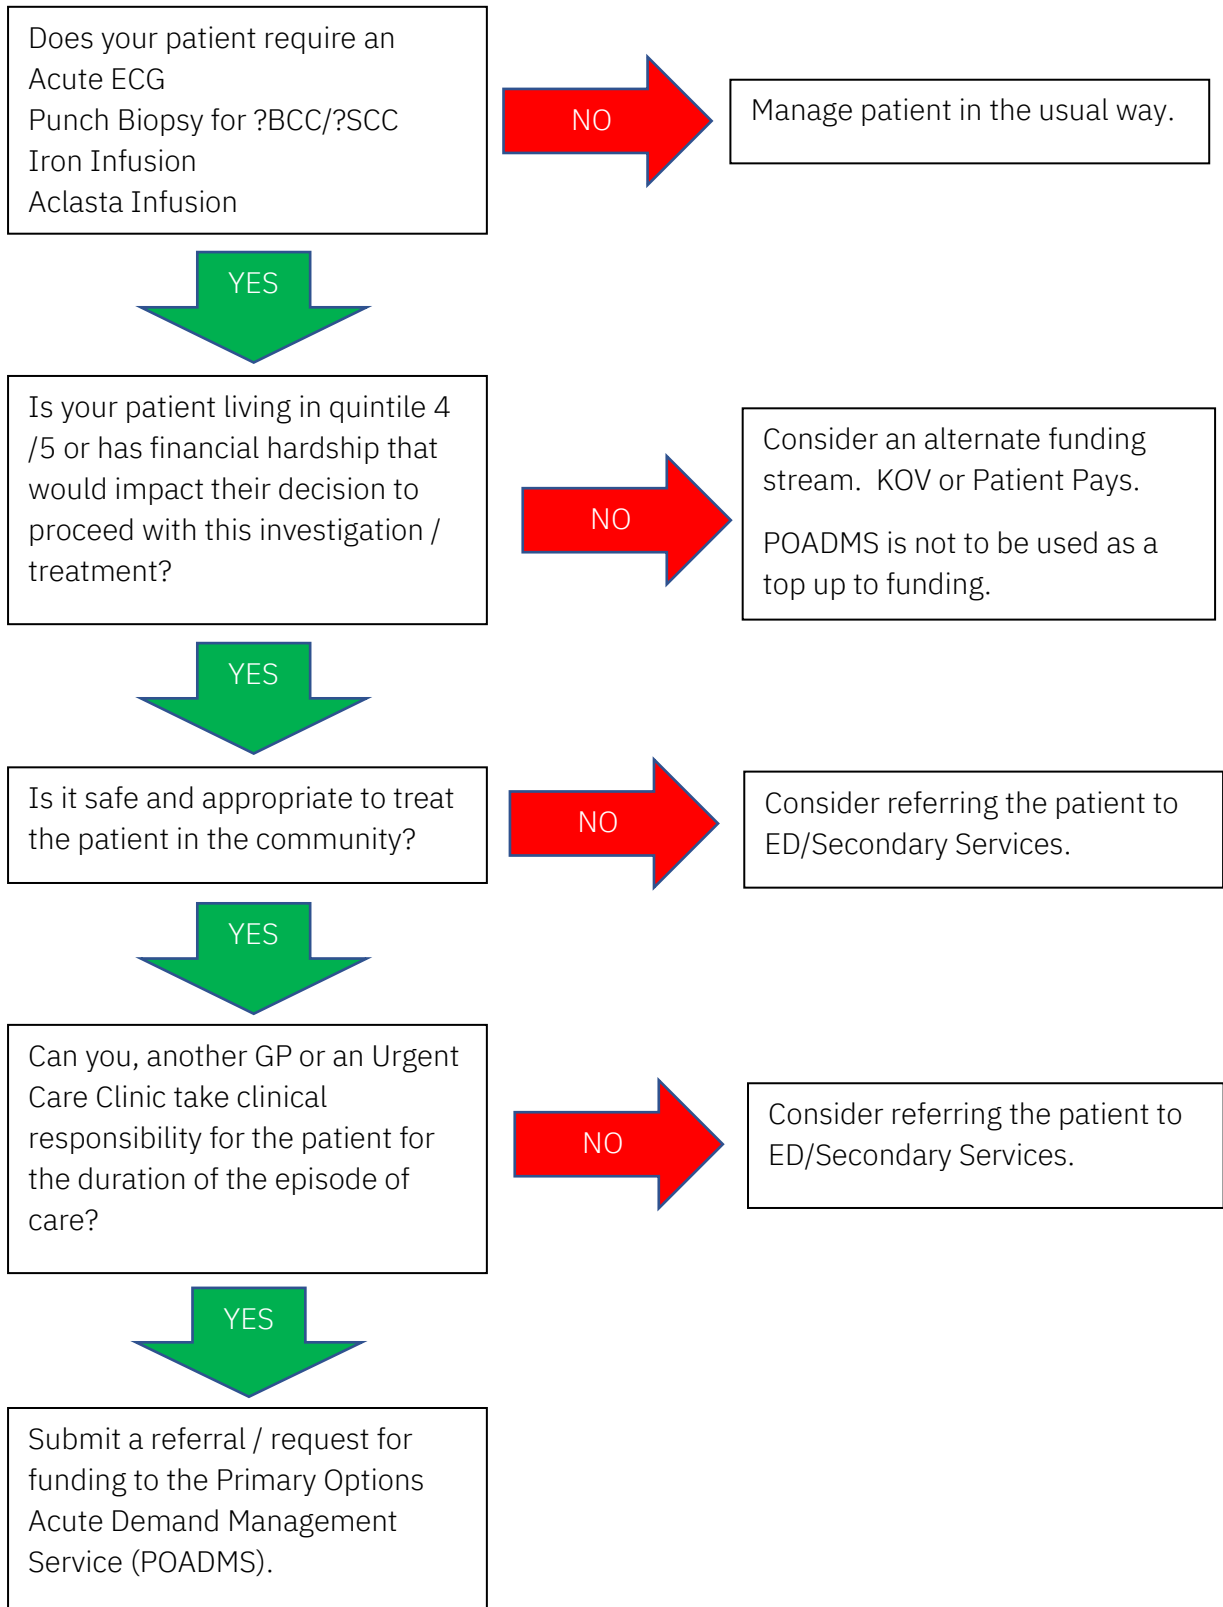 Does your patient require an
Acute ECG
Punch Biopsy for ?BCC/?SCC
Iron Infusion
Aclasta Infusion
NO
Manage patient in the usual way.
YES
Is your patient living in quintile 4
/5 or has financial hardship that
would impact their decision to
proceed with this investigation /
treatment?
NO
Consider an alternate funding
stream.  KOV or Patient Pays.
POADMS is not to be used as a
top up to funding.
YES
Is it safe and appropriate to treat
the patient in the community?
NO
Consider referring the patient to
ED/Secondary Services.
YES
Can you, another GP or an Urgent
Care Clinic take clinical
responsibility for the patient for
the duration of the episode of
care?
NO
Consider referring the patient to
ED/Secondary Services.
YES
Submit a referral / request for
funding to the Primary Options
Acute Demand Management
Service (POADMS).